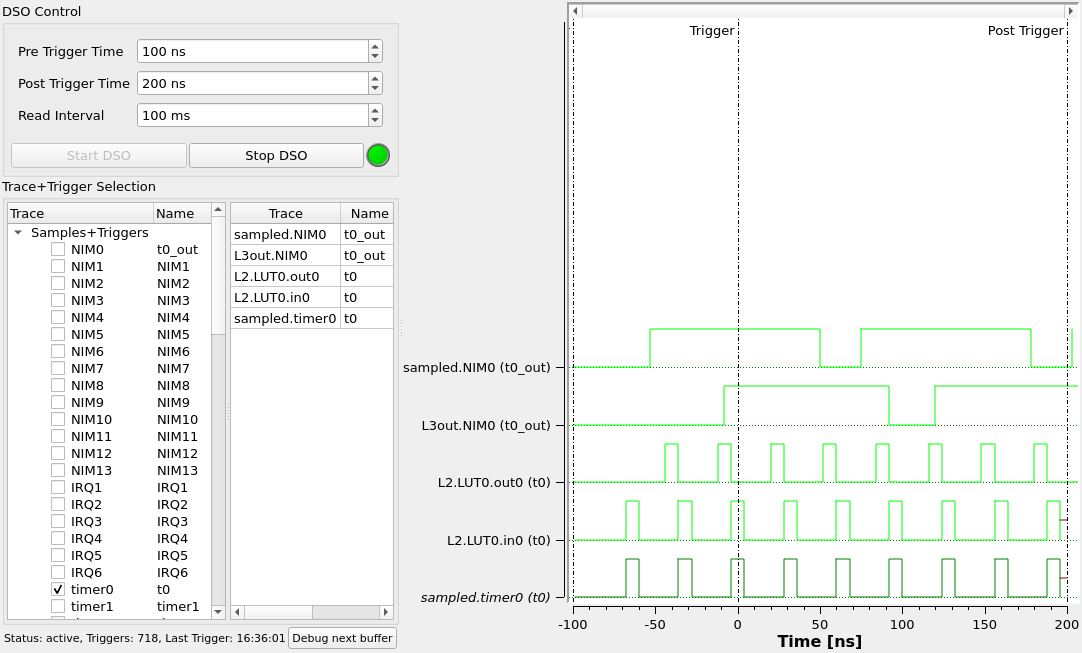 DSO Control
Pre Trigger Time 100 ns
Post Trigger Time 200 ns
Read Interval 100 ms
Start DSO Stop DSO
Trace+Trigger Selection
Trace Name
Samples+Triggers
NIM0 t0_out
NIM1 NIM1
NIM2 NIM2
NIM3 NIM3
NIM4 NIM4
NIM5 NIM5
NIM6 NIM6
NIM7 NIM7
NIM8 NIM8
NIM9 NIM9
NIM10 NIM10
NIM11 NIM11
NIM12 NIM12
NIM13 NIM13
IRQ1 IRQ1
IRQ2 IRQ2
IRQ3 IRQ3
IRQ4 IRQ4
IRQ5 IRQ5
IRQ6 IRQ6
timer0 t0
timer1 timer1
Trace Name
sampled.NIM0 t0_out
L3out.NIM0 t0_out
L2.LUT0.out0 t0
L2.LUT0.in0 t0
sampled.timer0 t0
Status: active, Triggers: 718, Last Trigger: 16:36:01 Debug next buffer
Trigger Post Trigger
sampled.NIM0 (t0_out)
L3out.NIM0 (t0_out)
L2.LUT0.out0 (t0)
L2.LUT0.in0 (t0)
sampled.timer0 (t0)
-100 -50 0 50 100 150 200
Time [ns]